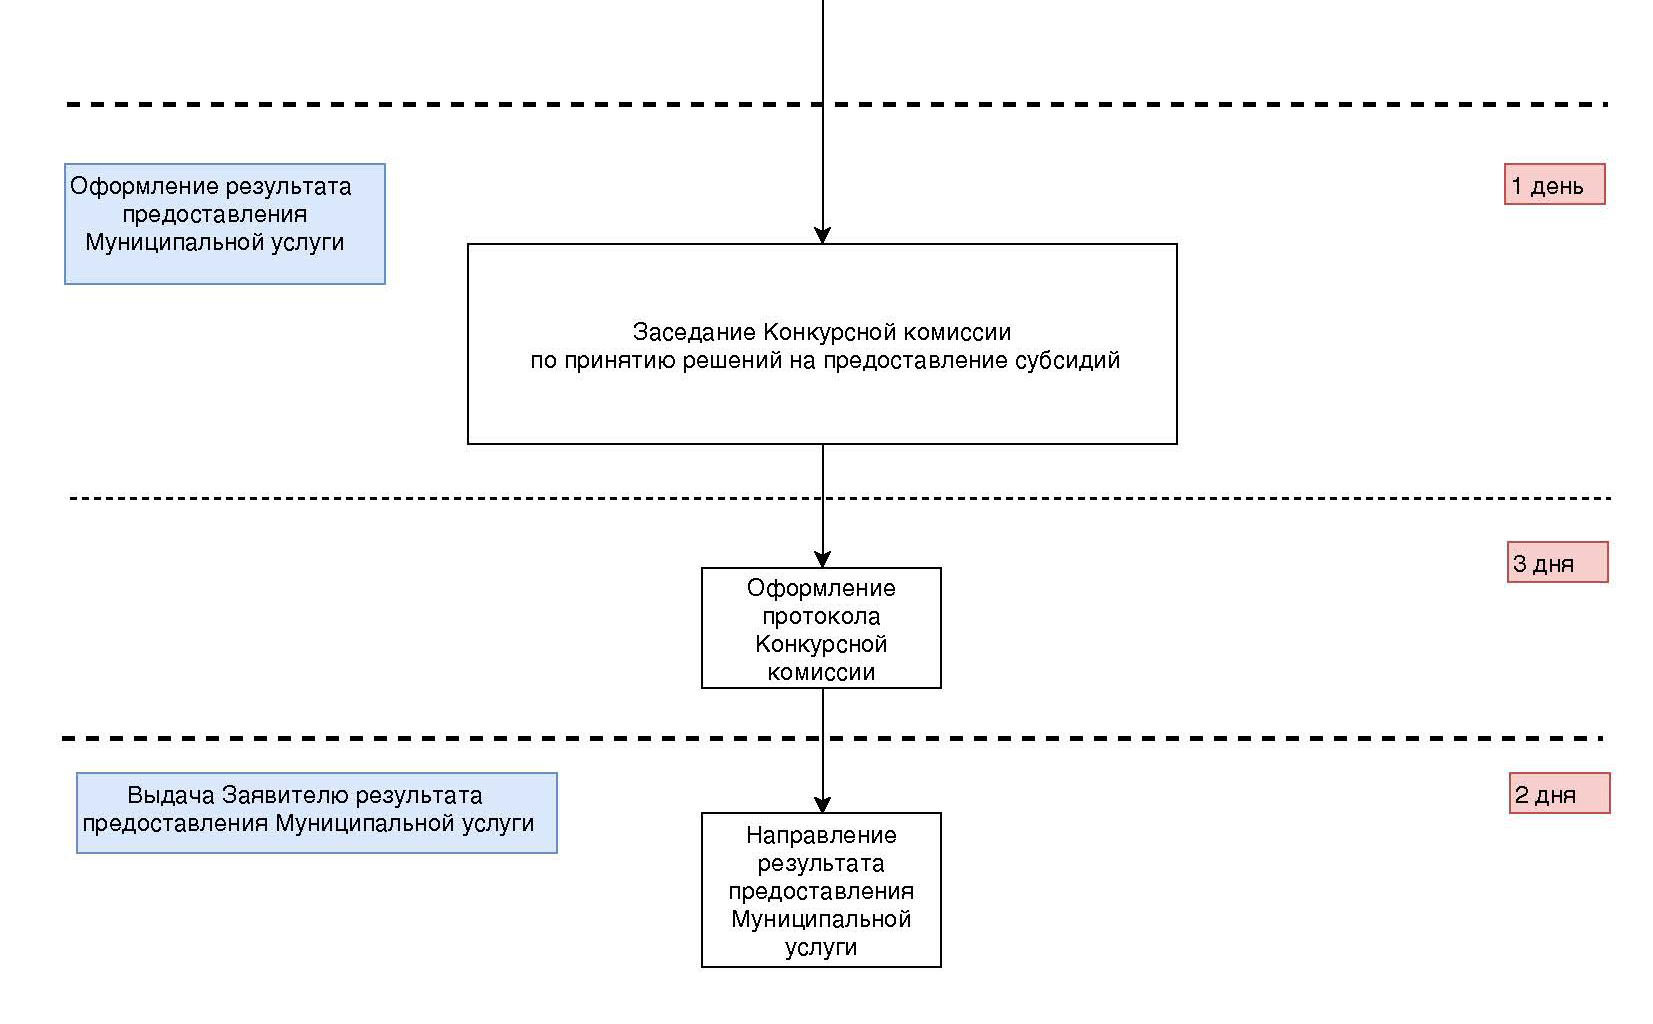 Оформление результата
предоставления
Муниципальной услуги
1 день
Заседание Конкурсной комиссии
по принятию решений на предоставление субсидий
3 дня
Оформление
протокола
Конкурсной
комиссии
Выдача Заявителю результата
предоставления Муниципальной услуги
2 дня
Направление
результата
предоставления
Муниципальной
услуги